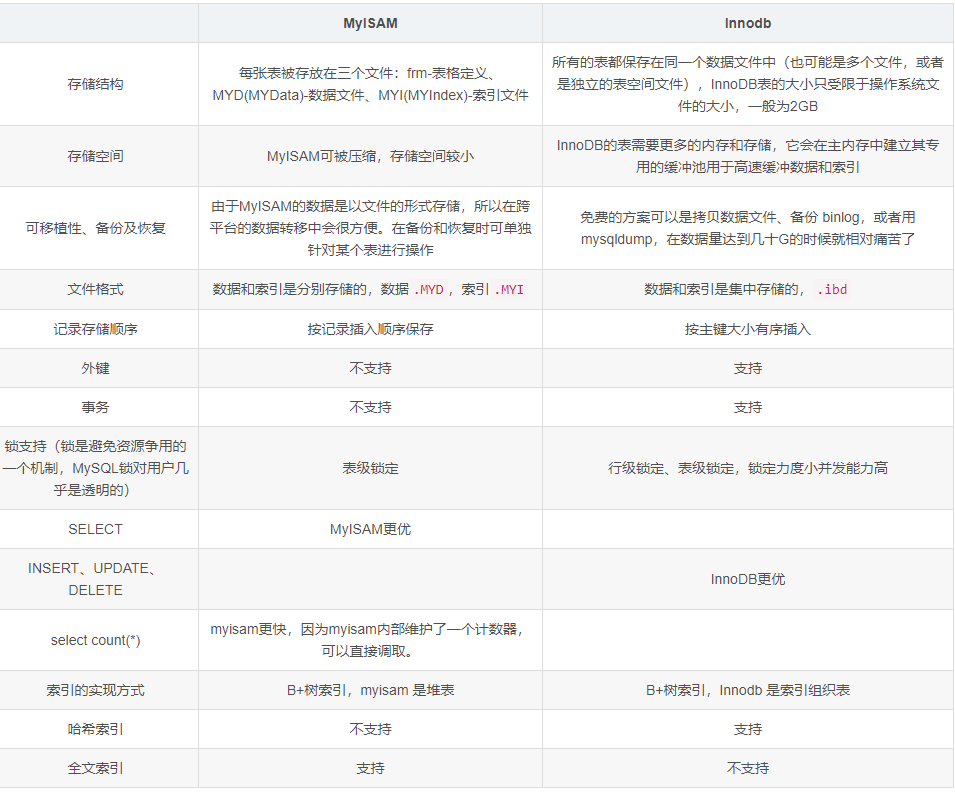 MyISAM
Innodb
存储结构
每张表被存放在三个文件：frm-表格定义、
MYD(MYData)-数据文件、MYI(MYIndex)-索引文件
所有的表都保存在同一个数据文件中（也可能是多个文件，或者
是独立的表空间文件），InnoDB表的大小只受限于操作系统文
件的大小，一般为2GB
存储空间
MyISAM可被压缩，存储空间较小
InnoDB的表需要更多的内存和存储，它会在主内存中建立其专
用的缓冲池用于高速缓冲数据和索引
可移植性、备份及恢复
由于MyISAM的数据是以文件的形式存储，所以在跨
平台的数据转移中会很方便。在备份和恢复时可单独
针对某个表进行操作
免费的方案可以是拷贝数据文件、备份 binlog，或者用
mysqldump，在数据量达到几十G的时候就相对痛苦了
文件格式
数据和索引是分别存储的，数据 .MYD ，索引 .MYI
数据和索引是集中存储的， .ibd
记录存储顺序
按记录插入顺序保存
按主键大小有序插入
外键
不支持
支持
事务
不支持
支持
锁支持（锁是避免资源争用的
一个机制，MySQL锁对用户几
乎是透明的）
表级锁定
行级锁定、表级锁定，锁定力度小并发能力高
SELECT
MyISAM更优
INSERT、UPDATE、
DELETE
InnoDB更优
select count(*)
myisam更快，因为myisam内部维护了一个计数器，
可以直接调取。
索引的实现方式
B+树索引，myisam 是堆表
B+树索引，Innodb 是索引组织表
哈希索引
不支持
支持
全文索引
支持
不支持